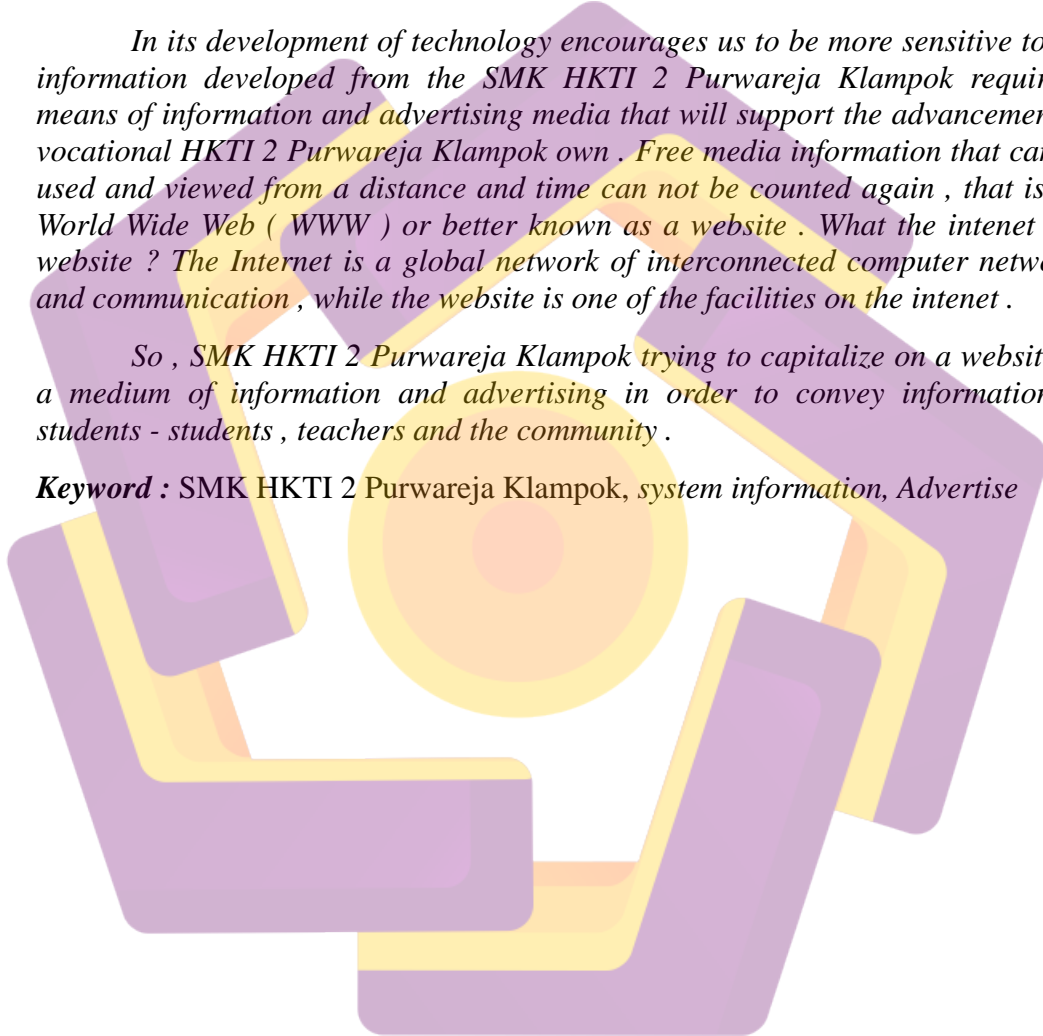 In its development of technology encourages us to be more sensitive to
information developed from the SMK HKTI 2 Purwareja Klampok requir
means of information and advertising media that will support the advancemen
vocational HKTI 2 Purwareja Klampok own . Free media information that can
used and viewed from a distance and time can not be counted again , that is
World Wide Web ( WWW ) or better known as a website . What the intenet
website ? The Internet is a global network of interconnected computer netw
and communication , while the website is one of the facilities on the intenet .
So , SMK HKTI 2 Purwareja Klampok trying to capitalize on a websit
a medium of information and advertising in order to convey information
students - students , teachers and the community .
Keyword : SMK HKTI 2 Purwareja Klampok, system information, Advertise